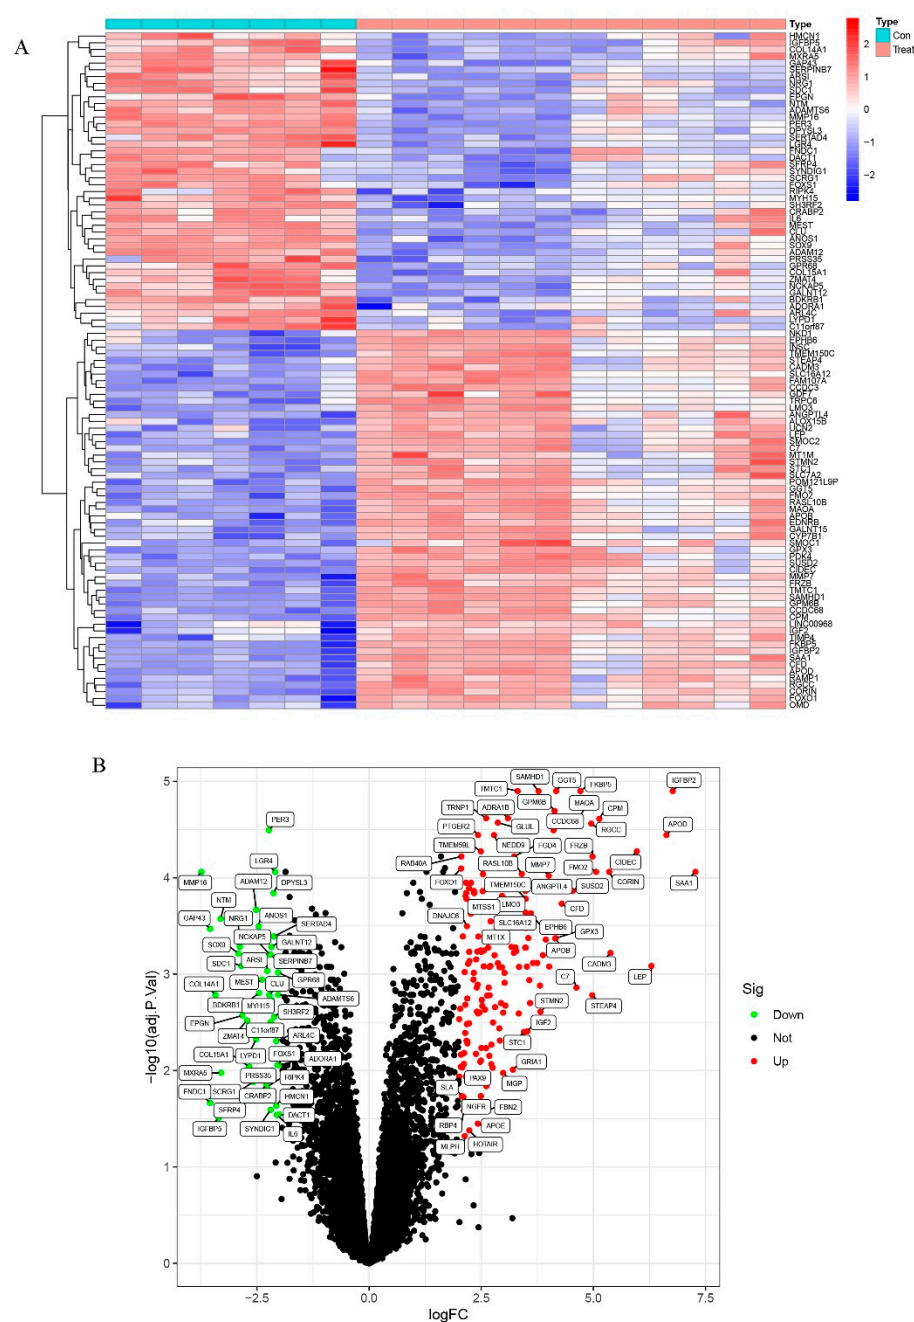 A
Type
HMCN1
IGFBP5
COL14A1
MXRA5
GAP43
SERPINB7
ARSI
NRG1
SDC1
EPGN
NTM
ADAMTS6
MMP16
PER3
DPYSL3
SERTAD4
LGR4
FNDC1
DACT1
SFRP4
SYNDIG1
SCRG1
FOXS1
RIPK4
MYH15
SH3RF2
CRABP2
IL6
MEST
CLU
ANOS1
SOX9
ADAM12
PRSS35
GPR68
COL15A1
ZMAT4
NCKAP5
GALNT12
BDKRB1
ADORA1
ARL4C
LYPD1
C11orf87
NKD1
EPHB6
INSC
TMEM150C
STEAP4
CADM3
SLC16A12
FAM107A
CCDC3
GDF7
TRPC6
LMO3
ANGPTL4
ALOX15B
UCN2
LEP
SMOC2
C7
MT1M
STMN2
STC1
SLC7A2
POM121L9P
GGT5
FMO2
RASL10B
MAOA
APOB
EDNRB
GALNT15
CYP7B1
SMOC1
GPX3
PDK4
SUSD2
CIDEC
MMP7
FRZB
TMTC1
SAMHD1
GPM6B
CCDC68
CPM
LINC00968
IGF2
TIMP4
FKBP5
IGFBP2
SAA1
CFD
APOD
RAMP1
RGCC
CORIN
FOXO1
OMD
2
1
0
−1
−2
Type
Con
Treat
B
SAMHD1
GGT5
FKBP5
IGFBP2
TMTC1
GPM6B
MAOA
TRNP1
ADRA1B
CCDC68
CPM
PER3
PTGER2
GLUL
RGCC
APOD
TMEM59L
NEDD9
FGD4
FRZB
LGR4
RAB40A
RASL10B
MMP7
FMO2
CIDEC
MMP16
ADAM12
DPYSL3
FOXO1
TMEM150C
ANGPTL4
SUSD2
CORIN
SAA1
NTM
MTSS1
LMO3
CFD
GAP43
NRG1
ANOS1
DNAJC6
SLC16A12
SERTAD4
EPHB6
GPX3
NCKAP5
MT1X
SOX9
GALNT12
APOB
ARSI
SERPINB7
CADM3
SDC1
GPR68
C7
LEP
COL14A1
MEST
CLU
ADAMTS6
STMN2
STEAP4
BDKRB1
MYH15
SH3RF2
EPGN
IGF2
ZMAT4
C11orf87
ARL4C
STC1
COL15A1
LYPD1
FOXS1
ADORA1
GRIA1
MXRA5
PRSS35
RIPK4
PAX9
MGP
SLA
FNDC1
SCRG1
CRABP2
HMCN1
SFRP4
NGFR
FBN2
DACT1
IGFBP5
SYNDIG1
IL6
RBP4
APOE
MLPH
HOTAIR
5
4
3
2
1
0
−log10(adj.P.Val)
−2.5
0.0
2.5
5.0
7.5
logFC
Sig
Down
Not
Up